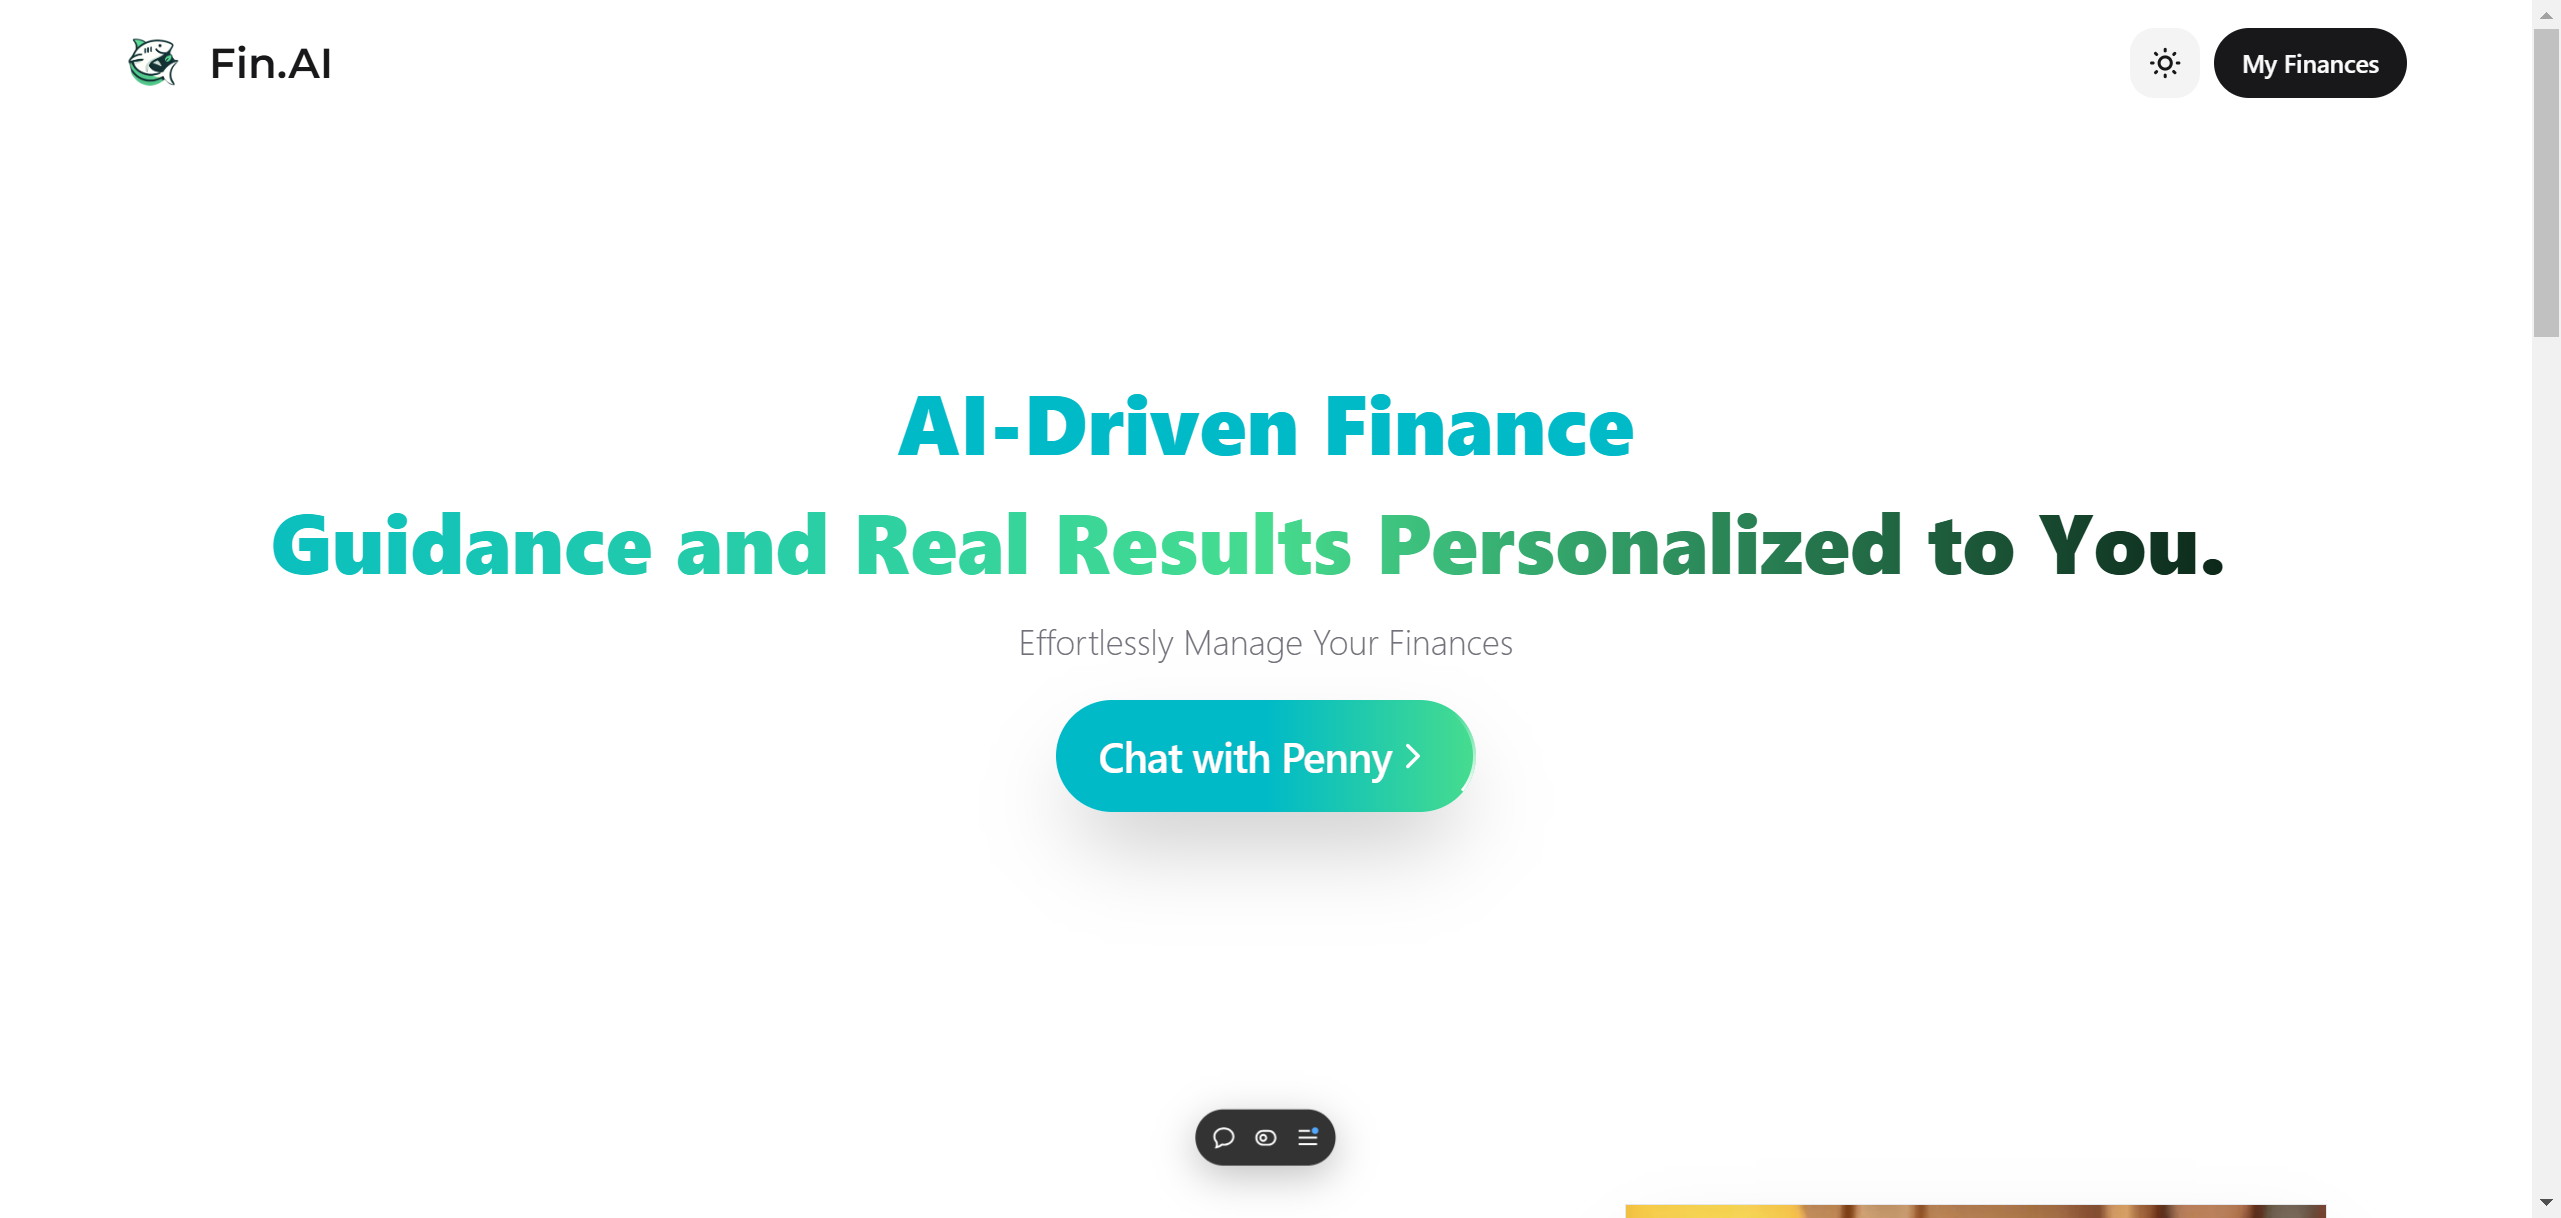 Fin.AI
My Finances
AI-Driven Finance
Guidance and Real Results Personalized to You.
Effortlessly Manage Your Finances
Chat with Penny